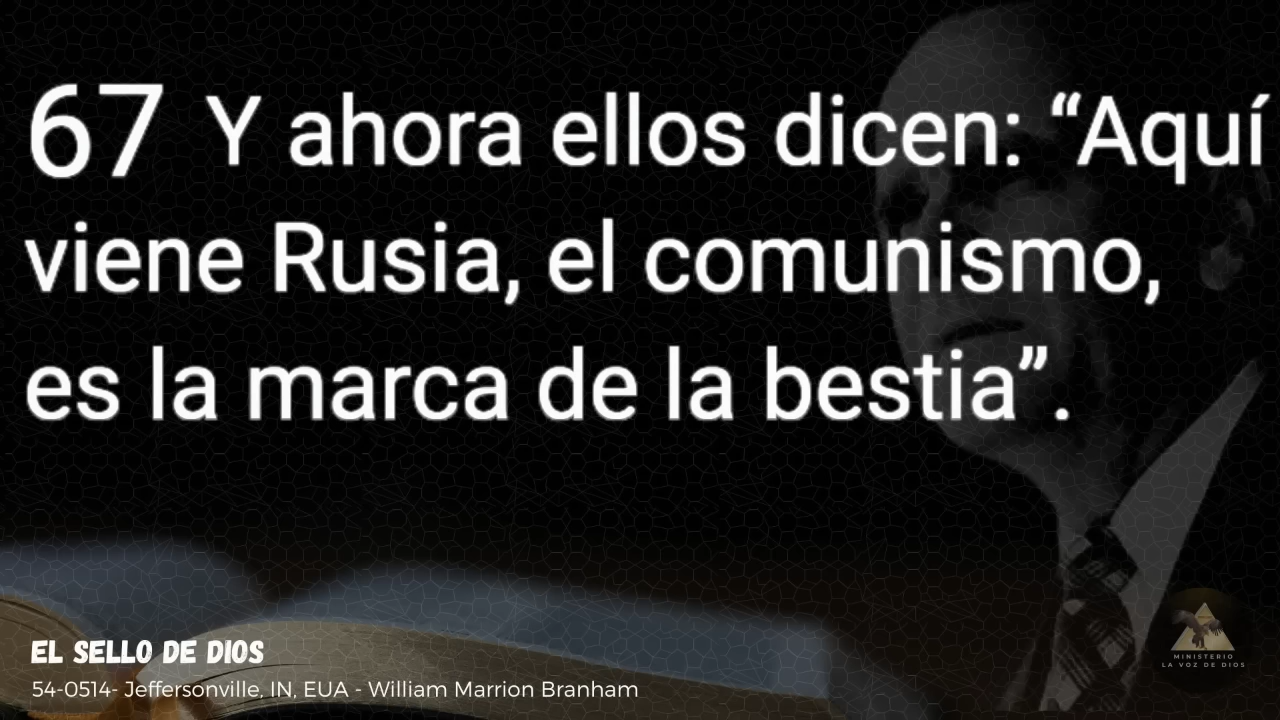 67 Y ahora ellos dicen: “Aquí
viene Rusia, el comunismo,
es la marca de la bestia”.
EL SELLO DE DIOS
54-0514- Jeffersonville, IN, EUA - William Marrion Branham
MINISTERIO
LA VOZ DE DIOS